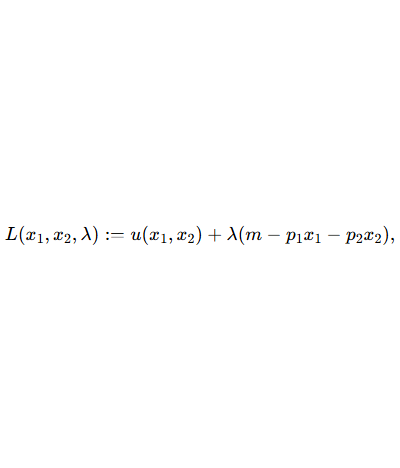 L(x₁, x₂, λ) := u(x₁, x₂) + λ(m − p₁x₁ − p₂x₂),